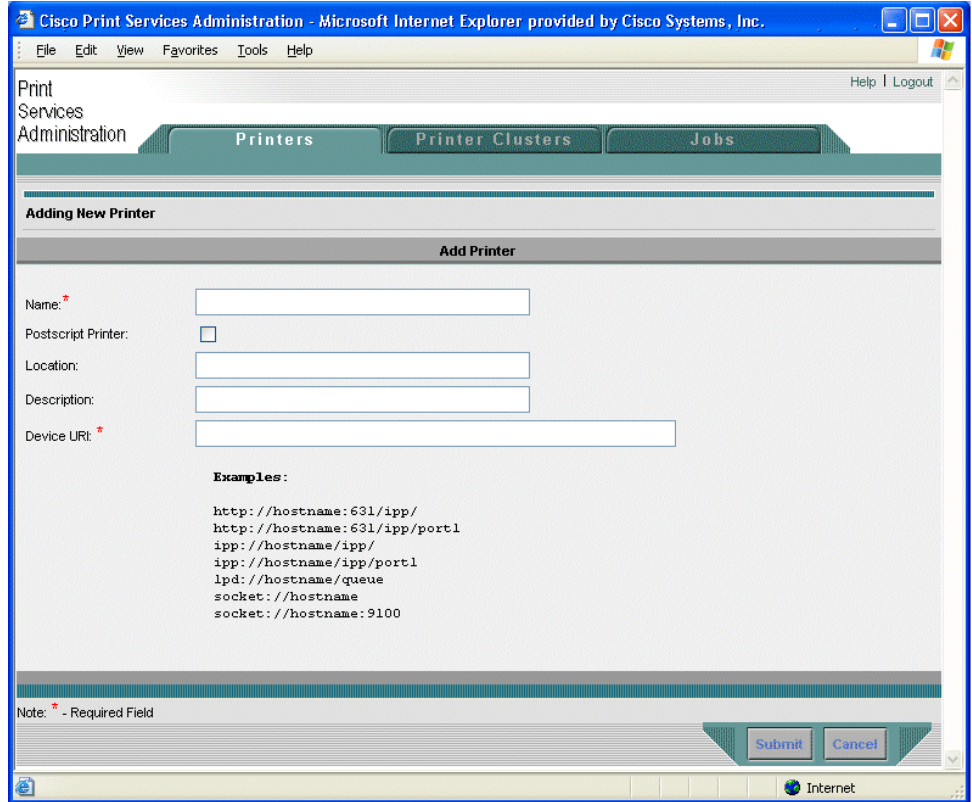 Cisco Print Services Administration - Microsoft Internet Explorer provided by Cisco Systems, Inc.
File Edit View Favorites Tools Help
Help | Logout
Print
Services
Administration
Printers Printer Clusters Jobs
Adding New Printer
Add Printer
Name: *
Postscript Printer:
Location:
Description:
Device URI: *
Examples:
http://hostname:631/ipp/
http://hostname:631/ipp/port1
ipp://hostname/ipp/
ipp://hostname/ipp/port1
lpd://hostname/queue
socket://hostname
socket://hostname:9100
Note: * - Required Field
Submit Cancel
Internet